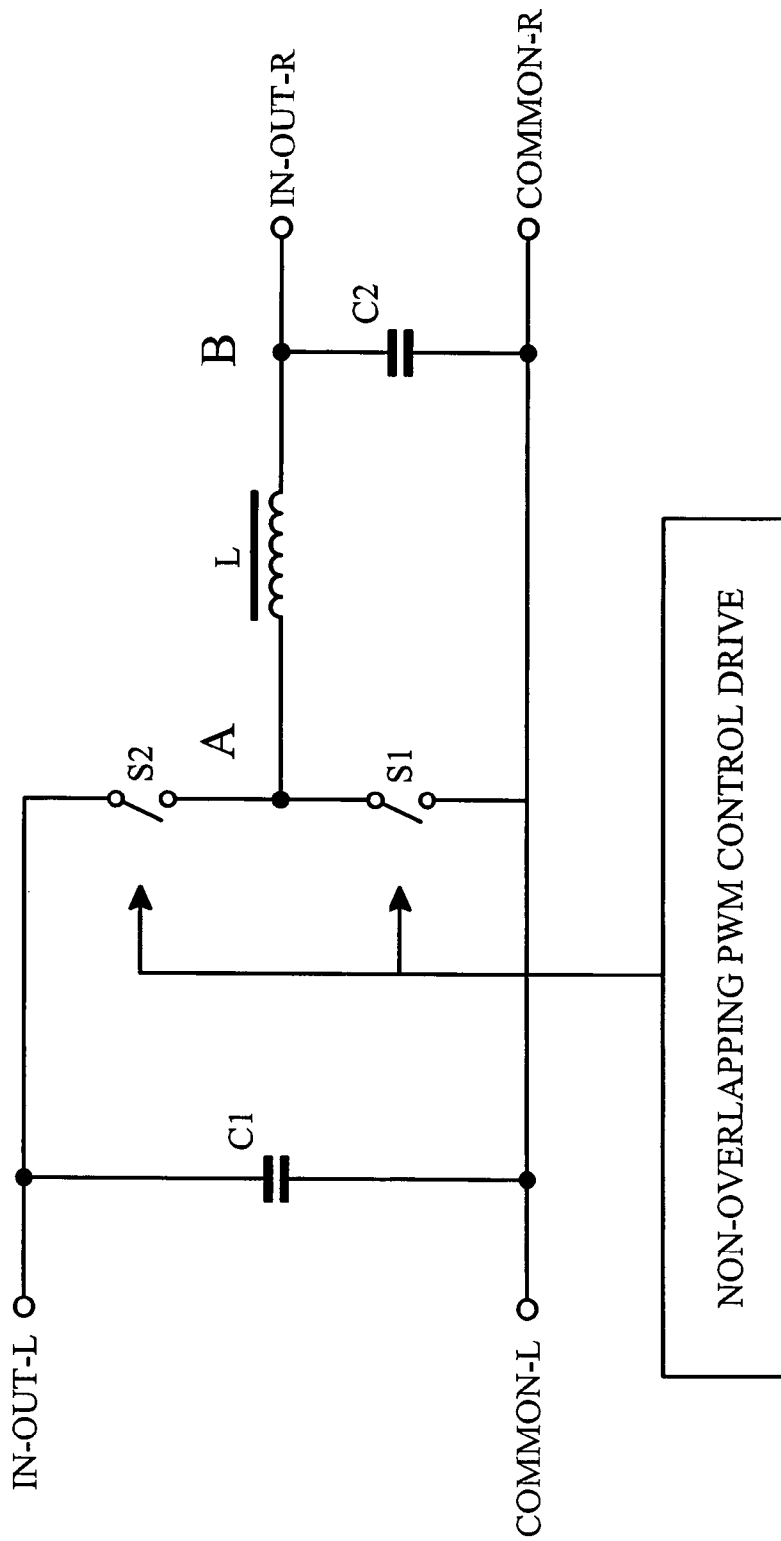 IN-OUT-L
C1
S2
A
L
B
IN-OUT-R
C2
S1
COMMON-L
COMMON-R
NON-OVERLAPPING PWM CONTROL DRIVE